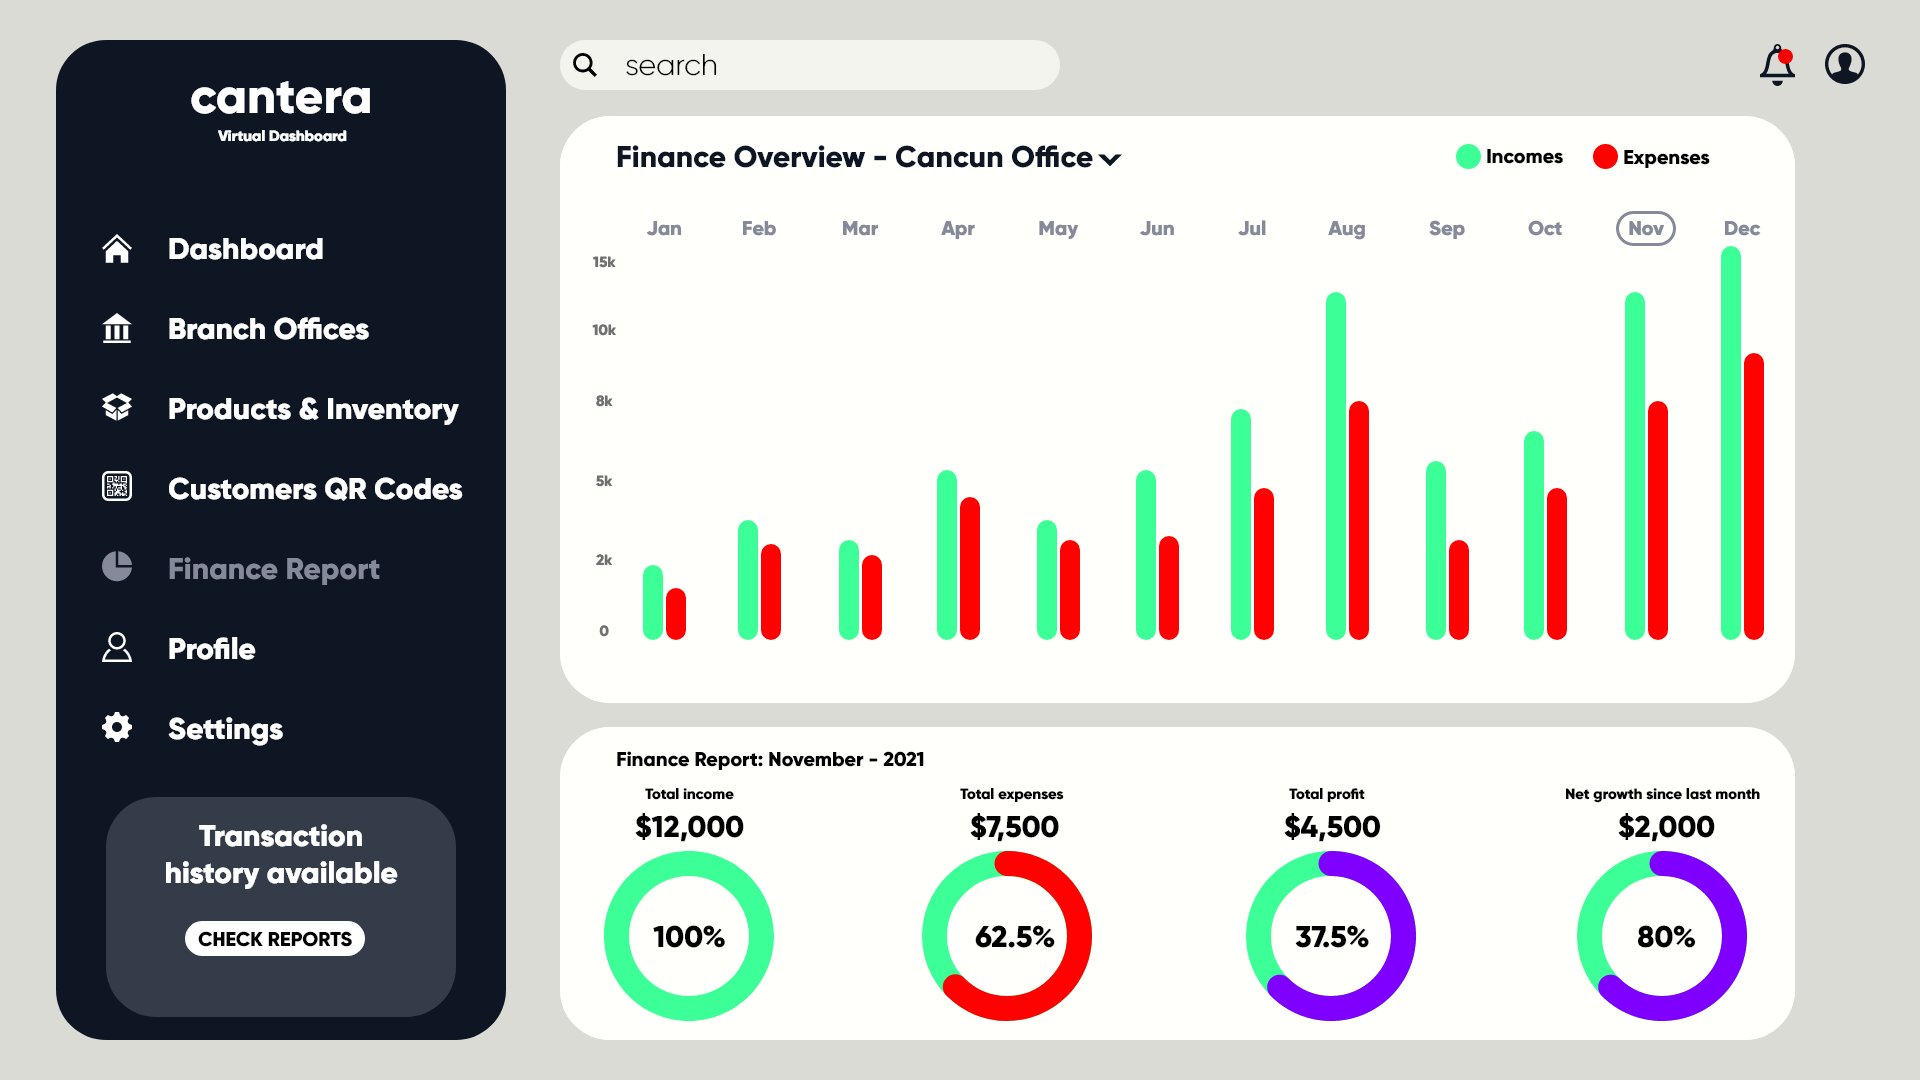 cantera
Virtual Dashboard
Dashboard
Branch Offices
Products & Inventory
Customers QR Codes
Finance Report
Profile
Settings
Transaction
history available
CHECK REPORTS
search
Finance Overview - Cancun Office
Incomes Expenses
Jan Feb Mar Apr May Jun Jul Aug Sep Oct Nov Dec
15k
10k
8k
5k
2k
0
Finance Report: November - 2021
Total income Total expenses Total profit Net growth since last month
$12,000 $7,500 $4,500 $2,000
100% 62.5% 37.5% 80%